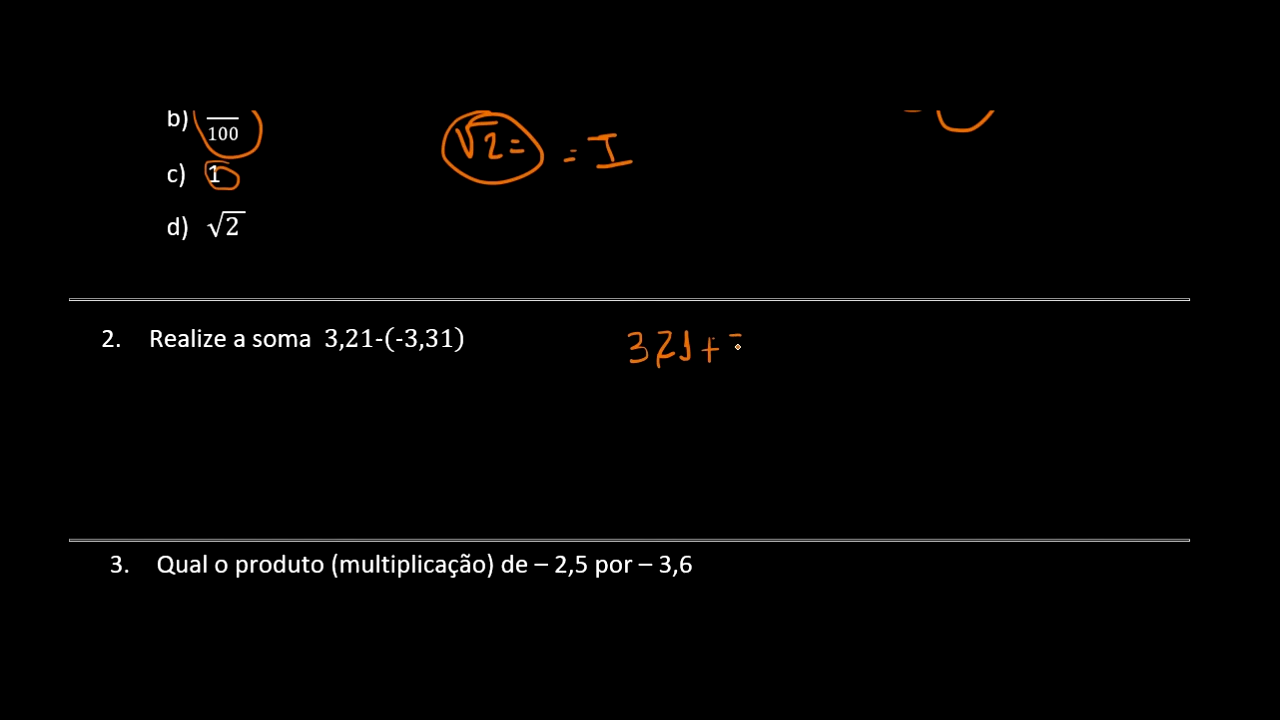 b) 100
√2 = = I
c) 1
d) √2
2. Realize a soma 3,21-(-3,31)
3,21 +
3. Qual o produto (multiplicação) de – 2,5 por – 3,6